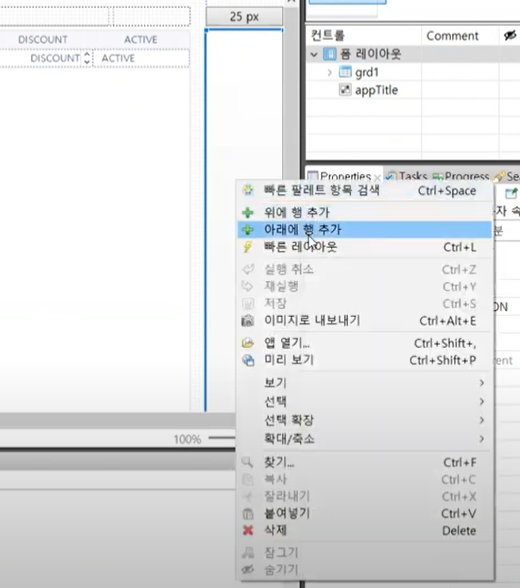 25 px
DISCOUNT ACTIVE
DISCOUNT ACTIVE
컨트롤 Comment
폼 레이아웃
grd1
appTitle
Properties Tasks Progress Se
빠른 팔레트 항목 검색 Ctrl+Space
위에 행 추가
아래에 행 추가
빠른 레이아웃 Ctrl+L
실행 취소 Ctrl+Z
재실행 Ctrl+Y
저장 Ctrl+S
이미지로 내보내기 Ctrl+Alt+E
앱 열기... Ctrl+Shift+,
미리 보기 Ctrl+Shift+P
보기
선택
선택 확장
확대/축소
찾기... Ctrl+F
복사 Ctrl+C
잘라내기 Ctrl+X
붙여넣기 Ctrl+V
삭제 Delete
잠그기
숨기기
자 속
분
ON
ent
100%